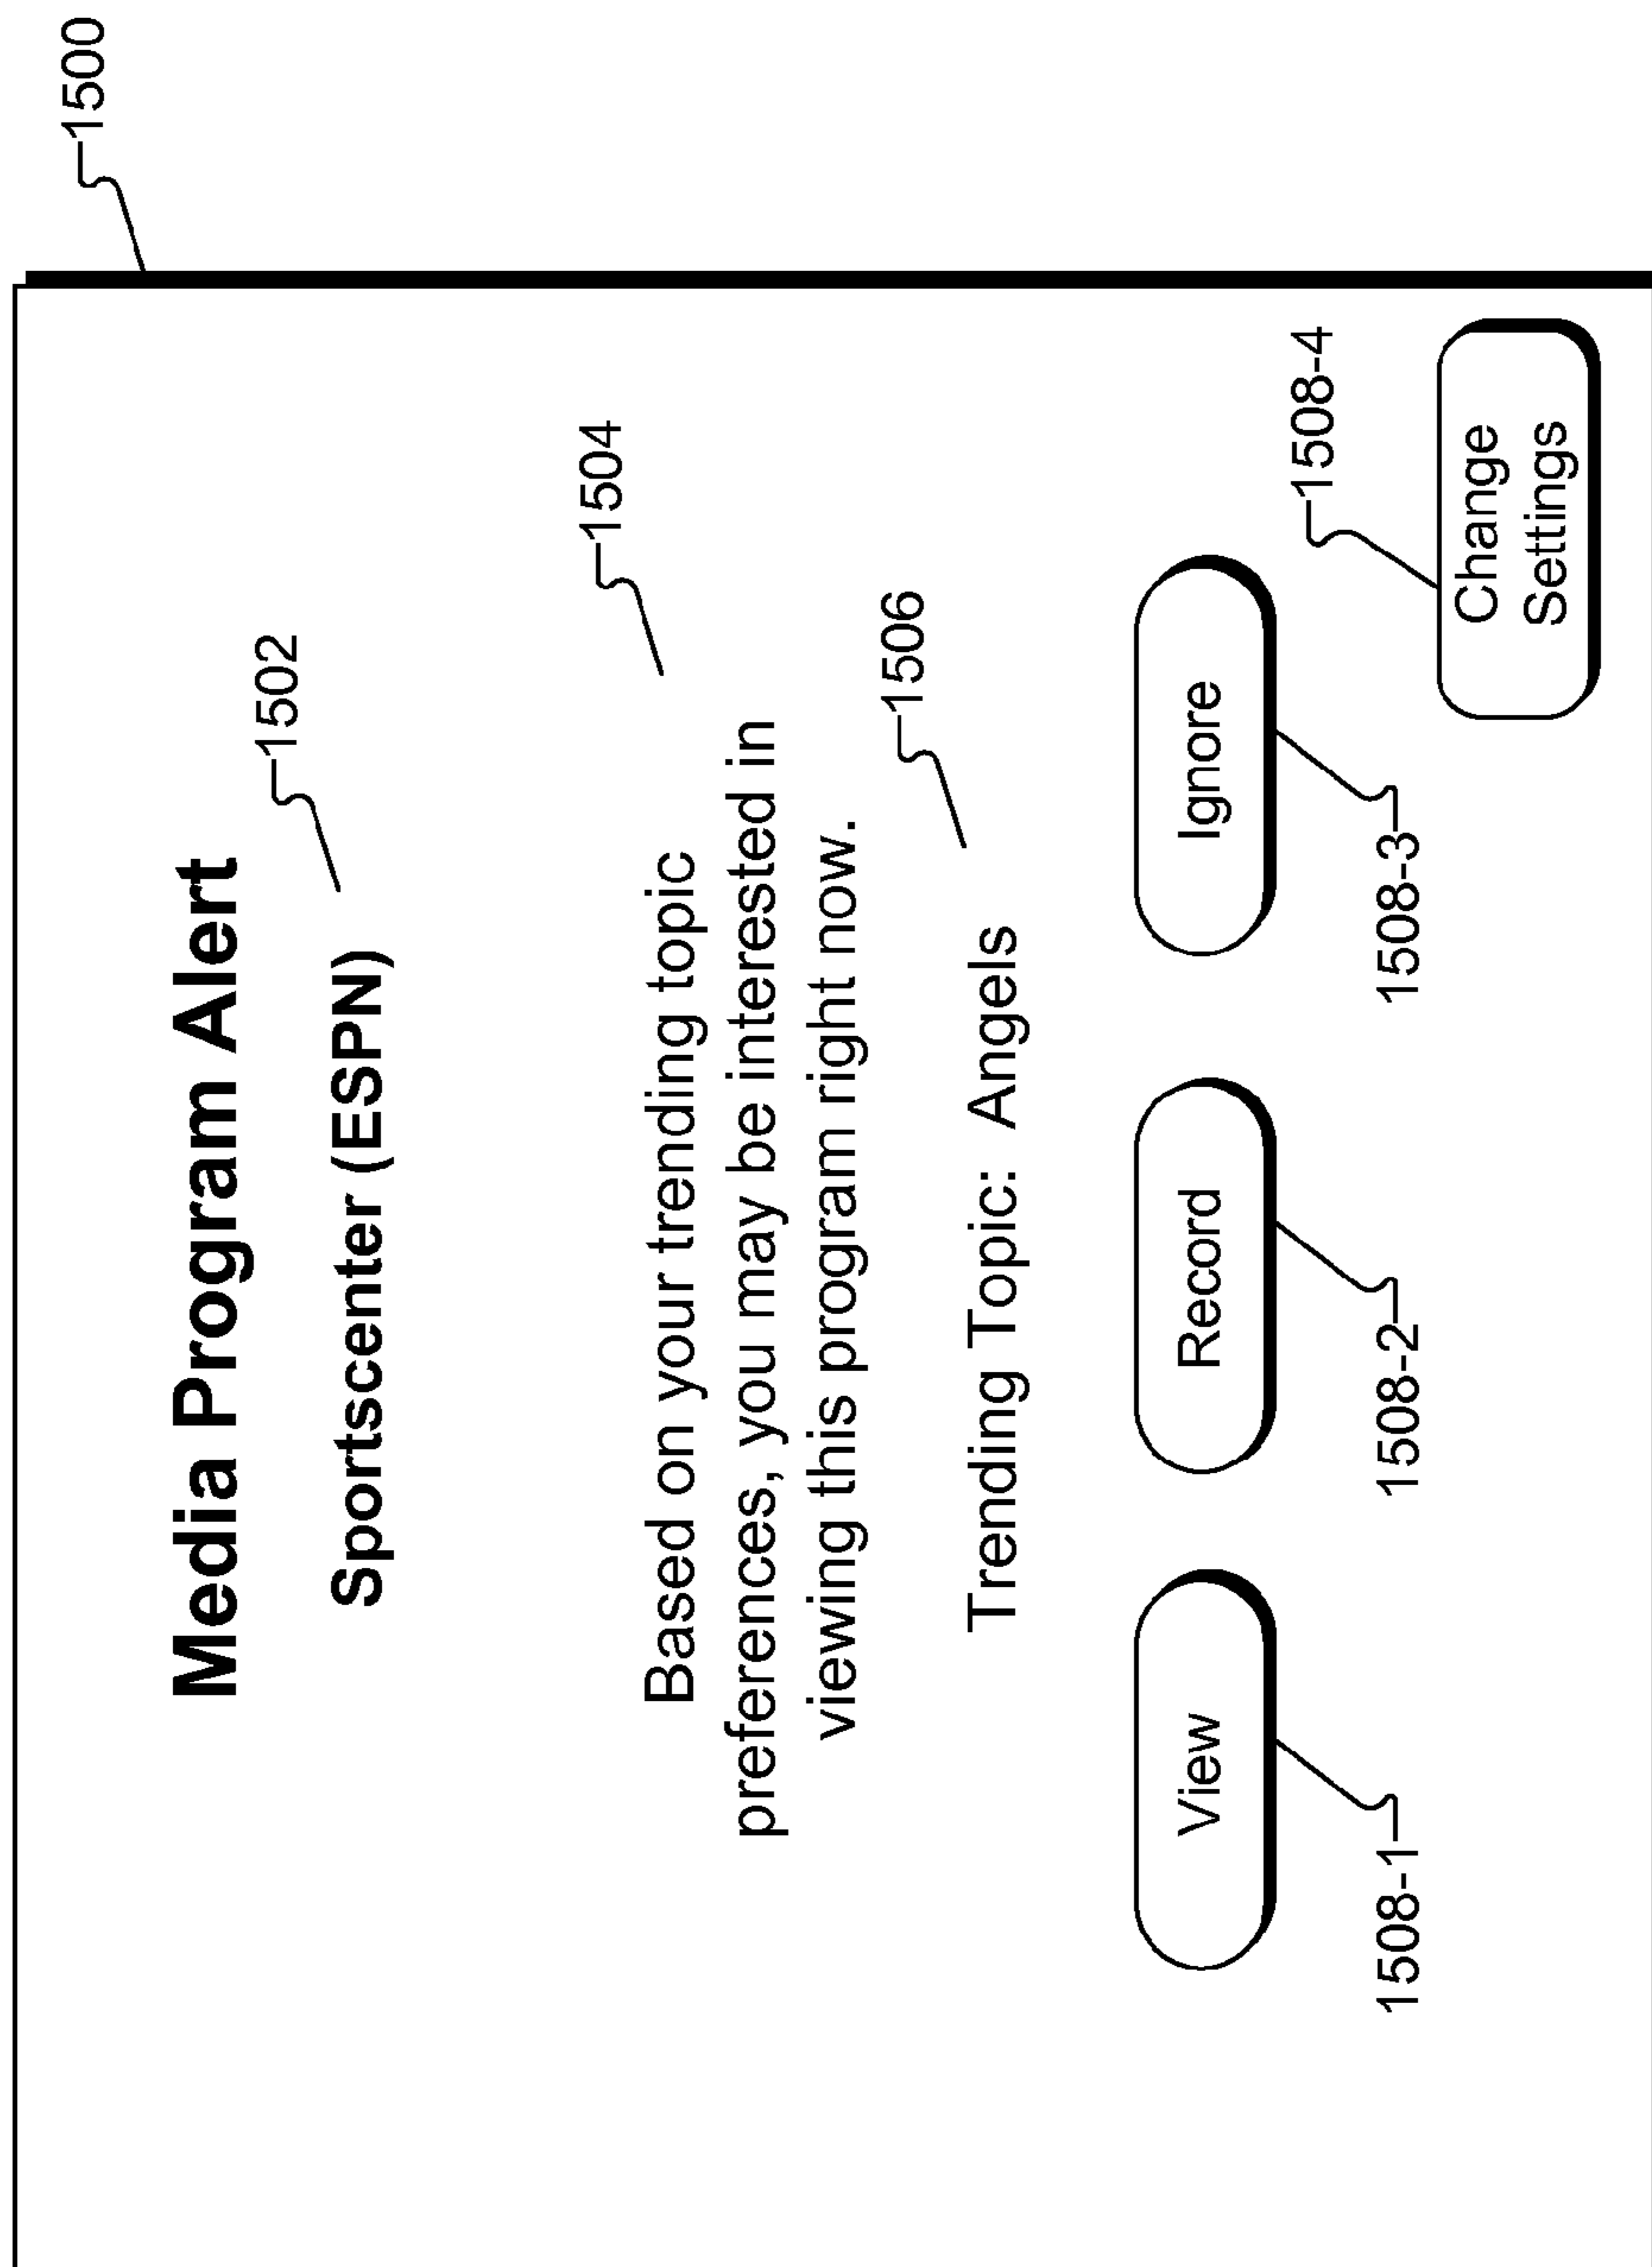 1500
Media Program Alert
1502
Sportscenter (ESPN)
1504
Based on your trending topic
preferences, you may be interested in
viewing this program right now.
1506
Trending Topic: Angels
View
Record
Ignore
1508-4
1508-1
1508-2
1508-3
Change
Settings